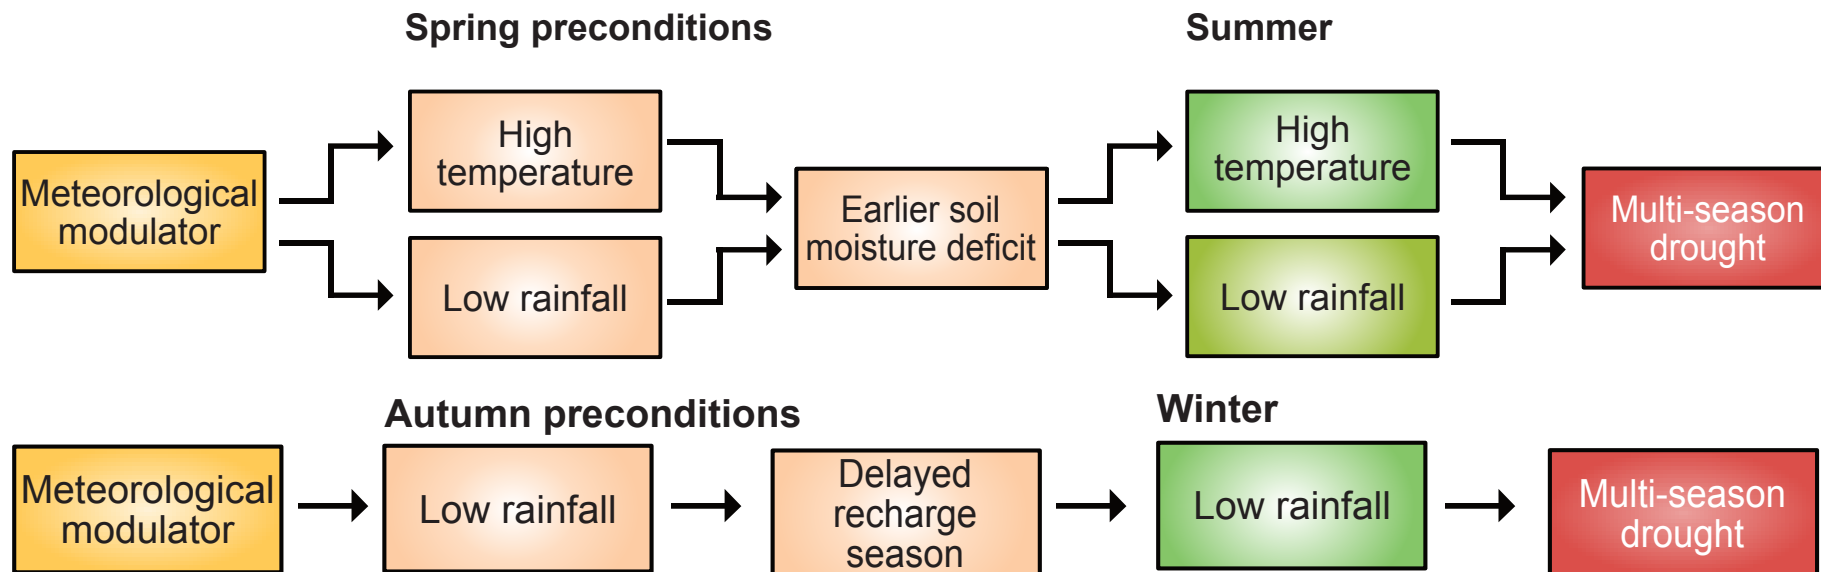 Spring preconditions
Summer
Meteorological
modulator
High
temperature
Low rainfall
Earlier soil
moisture deficit
High
temperature
Low rainfall
Multi-season
drought
Autumn preconditions
Winter
Meteorological
modulator
Low rainfall
Delayed
recharge
season
Low rainfall
Multi-season
drought